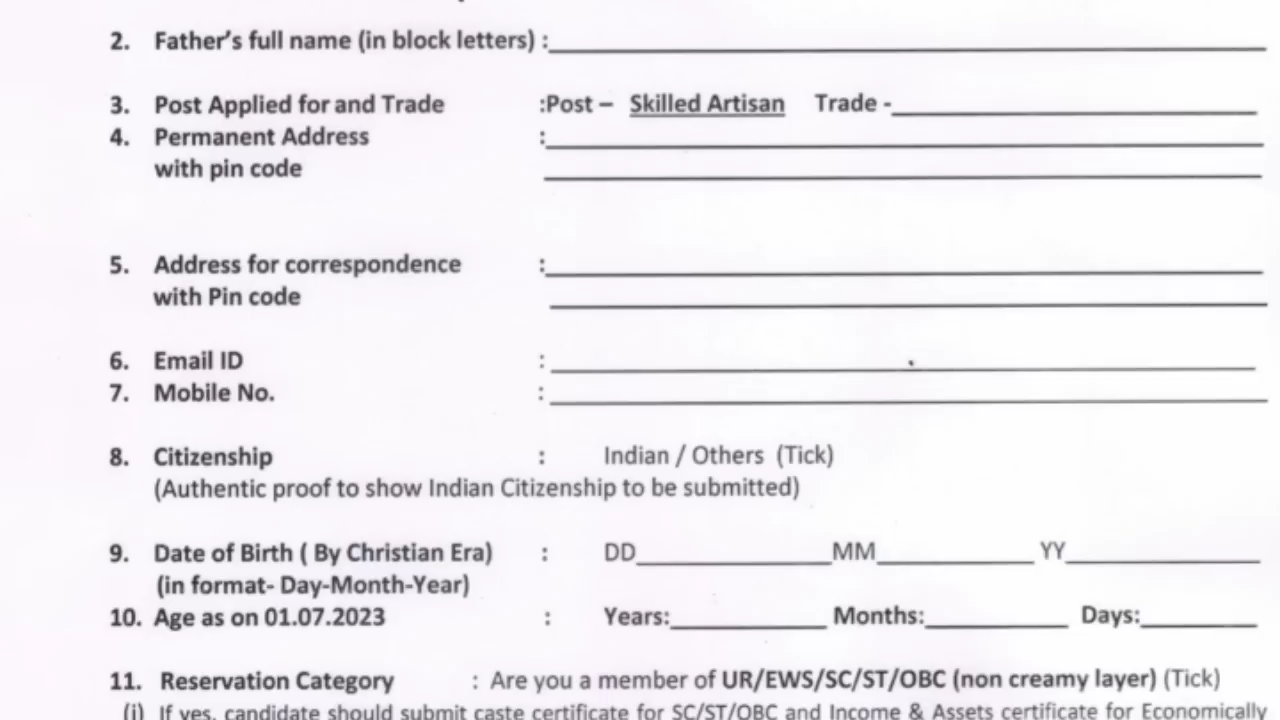 2. Father's full name (in block letters) :
3. Post Applied for and Trade :Post – Skilled Artisan Trade -
4. Permanent Address :
with pin code
5. Address for correspondence :
with Pin code
6. Email ID :
7. Mobile No. :
8. Citizenship : Indian / Others (Tick)
(Authentic proof to show Indian Citizenship to be submitted)
9. Date of Birth ( By Christian Era) : DD MM YY
(in format- Day-Month-Year)
10. Age as on 01.07.2023 : Years: Months: Days:
11. Reservation Category : Are you a member of UR/EWS/SC/ST/OBC (non creamy layer) (Tick)
(i) If yes, candidate should submit caste certificate for SC/ST/OBC and Income & Assets certificate for Economically